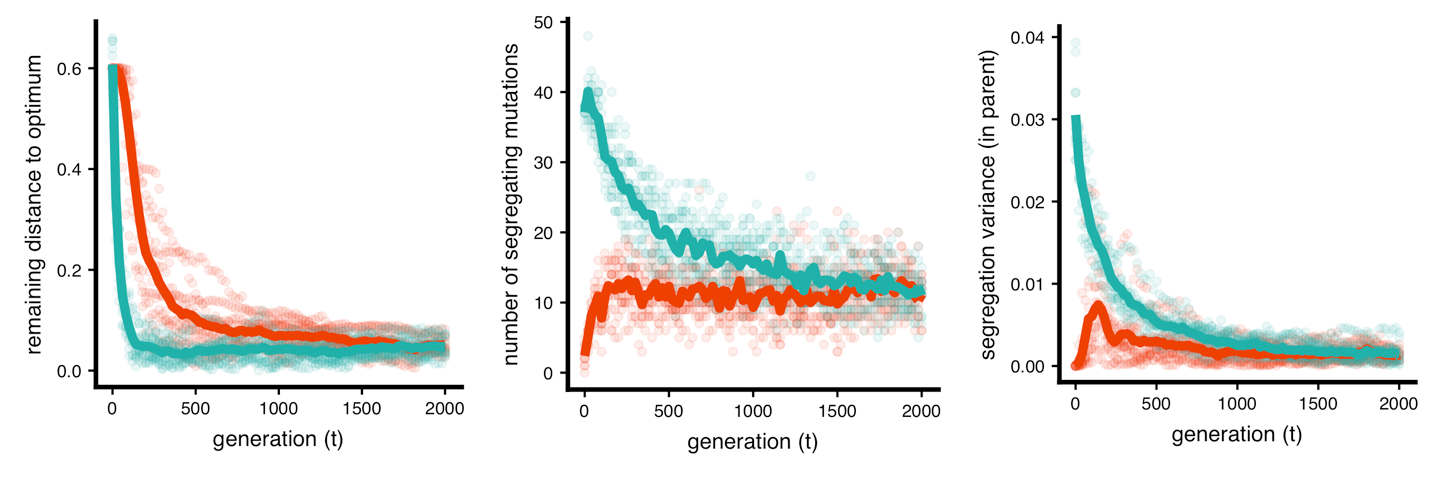 remaining distance to optimum
0.6
0.4
0.2
0.0
0 500 1000 1500 2000
generation (t)
number of segregating mutations
50
40
30
20
10
0
0 500 1000 1500 2000
generation (t)
segregation variance (in parent)
0.04
0.03
0.02
0.01
0.00
0 500 1000 1500 2000
generation (t)